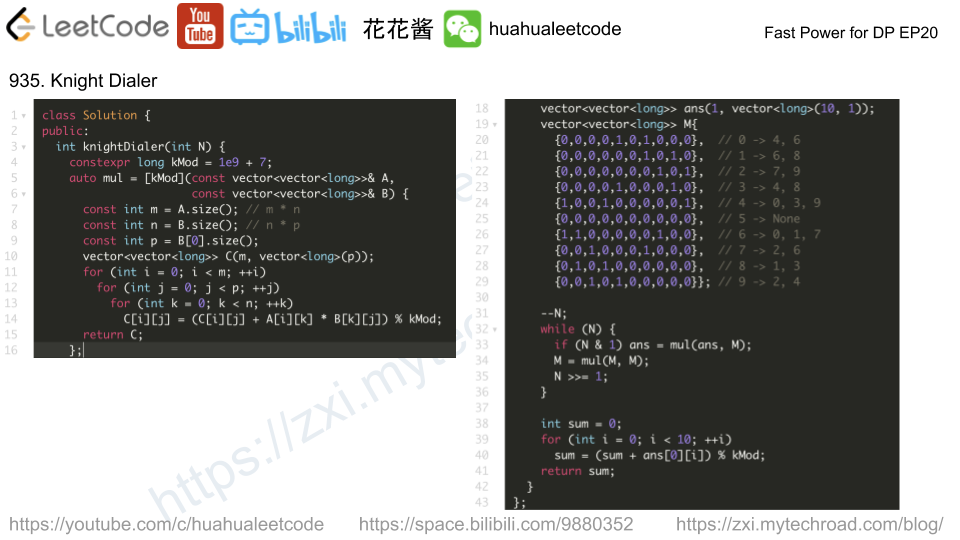 LeetCode You Tube bilibili 花花酱 huahualeetcode Fast Power for DP EP20
935. Knight Dialer
1 class Solution {
2 public:
3 int knightDialer(int N) {
4 constexpr long kMod = 1e9 + 7;
5 auto mul = [kMod](const vector<vector<long>>& A,
6 const vector<vector<long>>& B) {
7 const int m = A.size(); // m * n
8 const int n = B.size(); // n * p
9 const int p = B[0].size();
10 vector<vector<long>> C(m, vector<long>(p));
11 for (int i = 0; i < m; ++i)
12 for (int j = 0; j < p; ++j)
13 for (int k = 0; k < n; ++k)
14 C[i][j] = (C[i][j] + A[i][k] * B[k][j]) % kMod;
15 return C;
16 };
18 vector<vector<long>> ans(1, vector<long>(10, 1));
19 vector<vector<long>> M{
20 {0,0,0,0,1,0,1,0,0,0}, // 0 -> 4, 6
21 {0,0,0,0,0,0,1,0,1,0}, // 1 -> 6, 8
22 {0,0,0,0,0,0,0,1,0,1}, // 2 -> 7, 9
23 {0,0,0,0,1,0,0,0,1,0}, // 3 -> 4, 8
24 {1,0,0,1,0,0,0,0,0,1}, // 4 -> 0, 3, 9
25 {0,0,0,0,0,0,0,0,0,0}, // 5 -> None
26 {1,1,0,0,0,0,0,1,0,0}, // 6 -> 0, 1, 7
27 {0,0,1,0,0,0,1,0,0,0}, // 7 -> 2, 6
28 {0,1,0,1,0,0,0,0,0,0}, // 8 -> 1, 3
29 {0,0,1,0,1,0,0,0,0,0}}; // 9 -> 2, 4
30
31 --N;
32 while (N) {
33 if (N & 1) ans = mul(ans, M);
34 M = mul(M, M);
35 N >>= 1;
36 }
37
38 int sum = 0;
39 for (int i = 0; i < 10; ++i)
40 sum = (sum + ans[0][i]) % kMod;
41 return sum;
42 }
43 };
https://zxi.myte
https://youtube.com/c/huahualeetcode https://space.bilibili.com/9880352 https://zxi.mytechroad.com/blog/